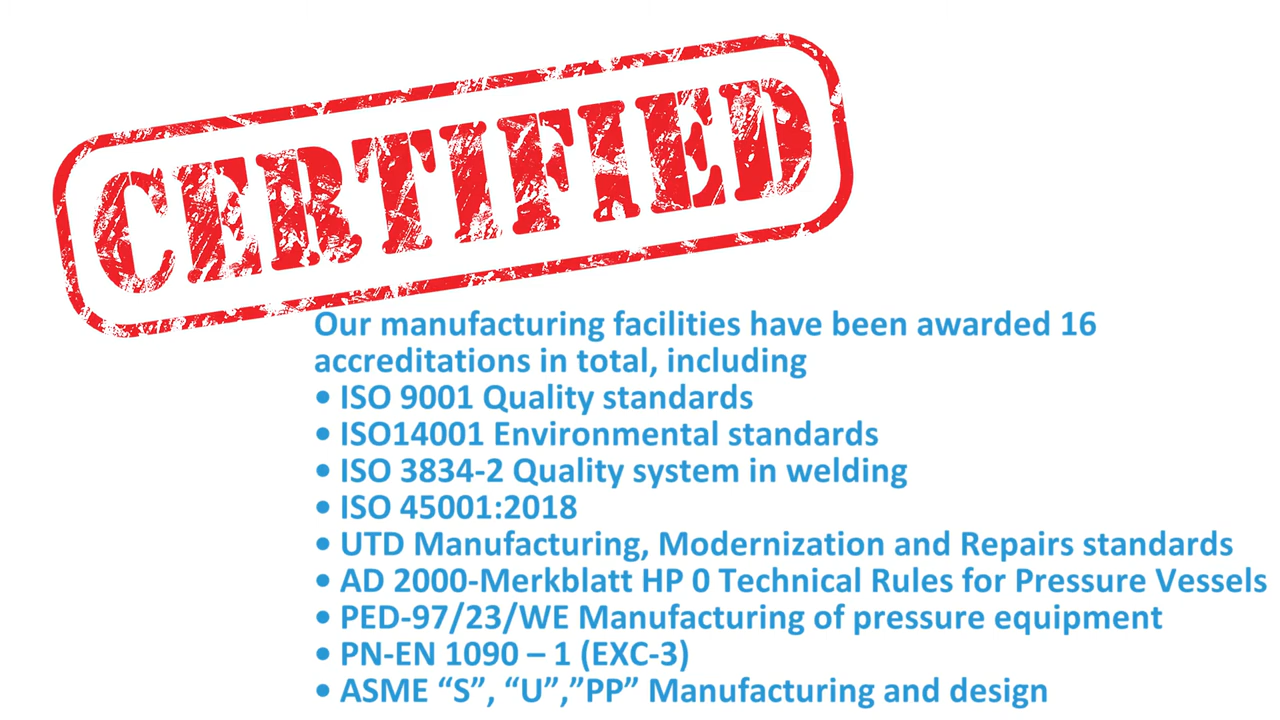 CERTIFIED
Our manufacturing facilities have been awarded 16
accreditations in total, including
• ISO 9001 Quality standards
• ISO14001 Environmental standards
• ISO 3834-2 Quality system in welding
• ISO 45001:2018
• UTD Manufacturing, Modernization and Repairs standards
• AD 2000-Merkblatt HP 0 Technical Rules for Pressure Vessels
• PED-97/23/WE Manufacturing of pressure equipment
• PN-EN 1090 – 1 (EXC-3)
• ASME “S”, “U”,”PP” Manufacturing and design